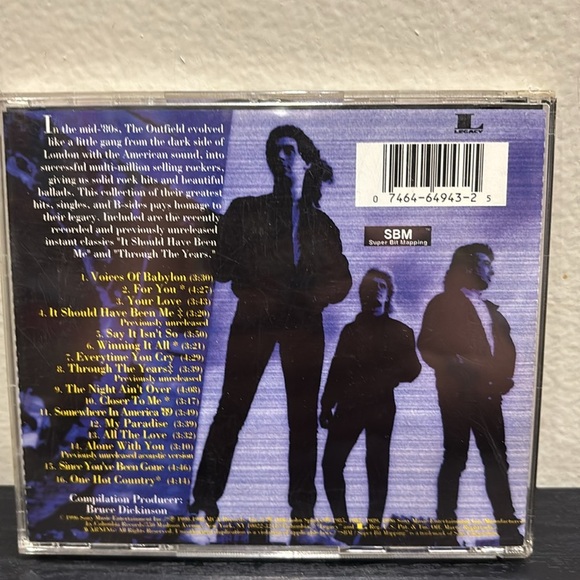 In the mid-'80s, The Outfield evolved
like a little gang from the dark side of
London with the American sound, into
successful multi-million selling rockers,
giving us solid rock hits and beautiful
ballads. This collection of their greatest
hits, singles, and B-sides pays homage to
their legacy. Included are the recently
recorded and previously unreleased
instant classics "It Should Have Been
Me" and "Through The Years."
LEGACY
0 7464-64943-2 5
SBM
Super Bit Mapping
1. Voices Of Babylon (3:30)
2. For You * (4:27)
3. Your Love (3:43)
4. It Should Have Been Me ‡ (3:20)
Previously unreleased
5. Say It Isn't So (3:50)
6. Winning It All * (3:21)
7. Everytime You Cry (4:29)
8. Through The Years ‡ (3:39)
Previously unreleased
9. The Night Ain't Over (4:08)
10. Closer To Me * (3:17)
11. Somewhere In America '89 (3:49)
12. My Paradise (3:39)
13. All The Love (3:32)
14. Alone With You (3:10)
Previously unreleased acoustic version
15. Since You've Been Gone (4:46)
16. One Hot Country * (4:14)
Compilation Producer:
Bruce Dickinson
© 1996 Sony Music Entertainment Inc.